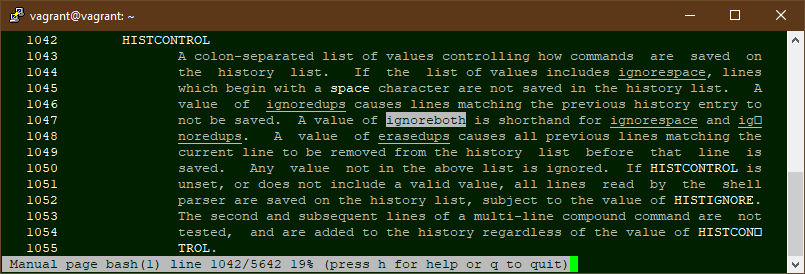 vagrant@vagrant: ~
1042 HISTCONTROL
1043 A colon-separated list of values controlling how commands are saved on
1044 the history list. If the list of values includes ignorespace, lines
1045 which begin with a space character are not saved in the history list. A
1046 value of ignoredups causes lines matching the previous history entry to
1047 not be saved. A value of ignoreboth is shorthand for ignorespace and ig□
1048 noredups. A value of erasedups causes all previous lines matching the
1049 current line to be removed from the history list before that line is
1050 saved. Any value not in the above list is ignored. If HISTCONTROL is
1051 unset, or does not include a valid value, all lines read by the shell
1052 parser are saved on the history list, subject to the value of HISTIGNORE.
1053 The second and subsequent lines of a multi-line compound command are not
1054 tested, and are added to the history regardless of the value of HISTCON□
1055 TROL.
Manual page bash(1) line 1042/5642 19% (press h for help or q to quit)